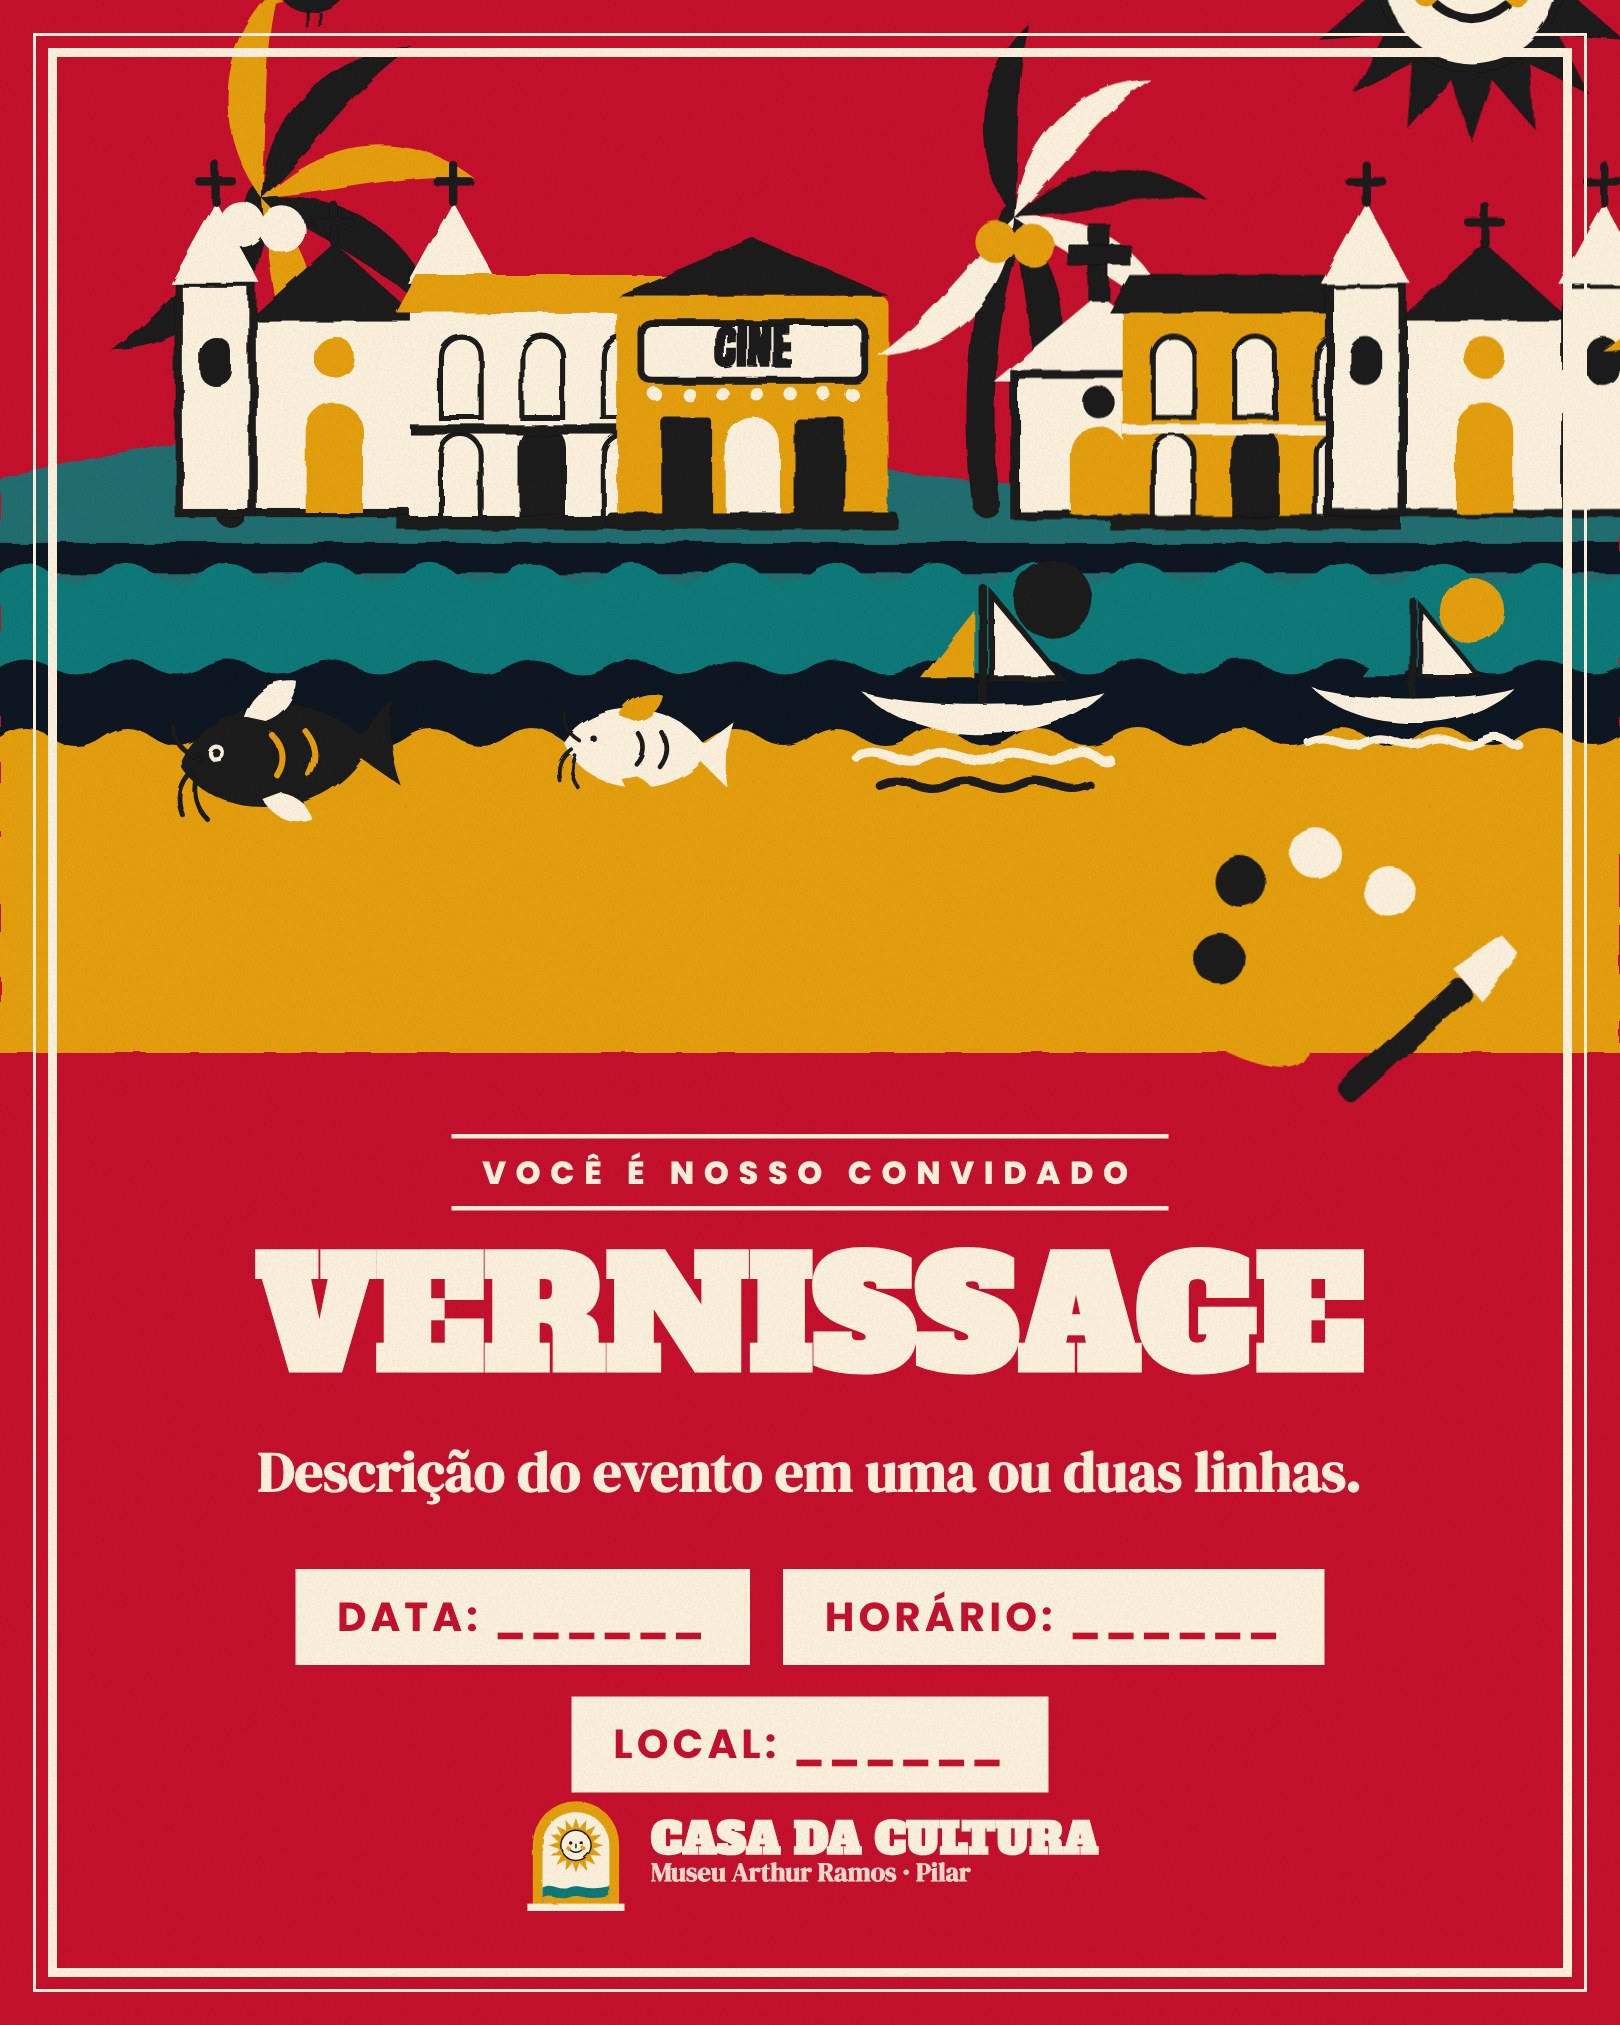 CINE
VOCÊ É NOSSO CONVIDADO
VERNISSAGE
Descrição do evento em uma ou duas linhas.
DATA: ______ HORÁRIO: ______
LOCAL: ______
CASA DA CULTURA
Museu Arthur Ramos · Pilar